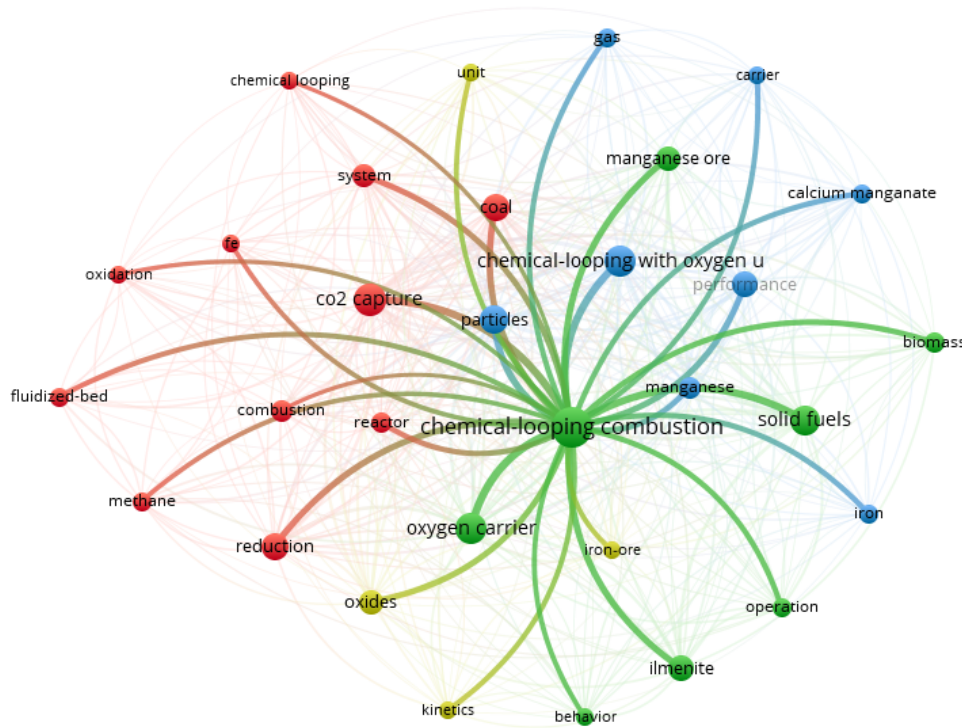 gas
unit
carrier
chemical looping
manganese ore
system
calcium manganate
coal
fe
chemical-looping with oxygen u
oxidation
performance
co2 capture
particles
biomass
manganese
fluidized-bed
combustion
reactor
chemical-looping combustion
solid fuels
methane
iron
oxygen carrier
reduction
iron-ore
oxides
operation
ilmenite
kinetics
behavior